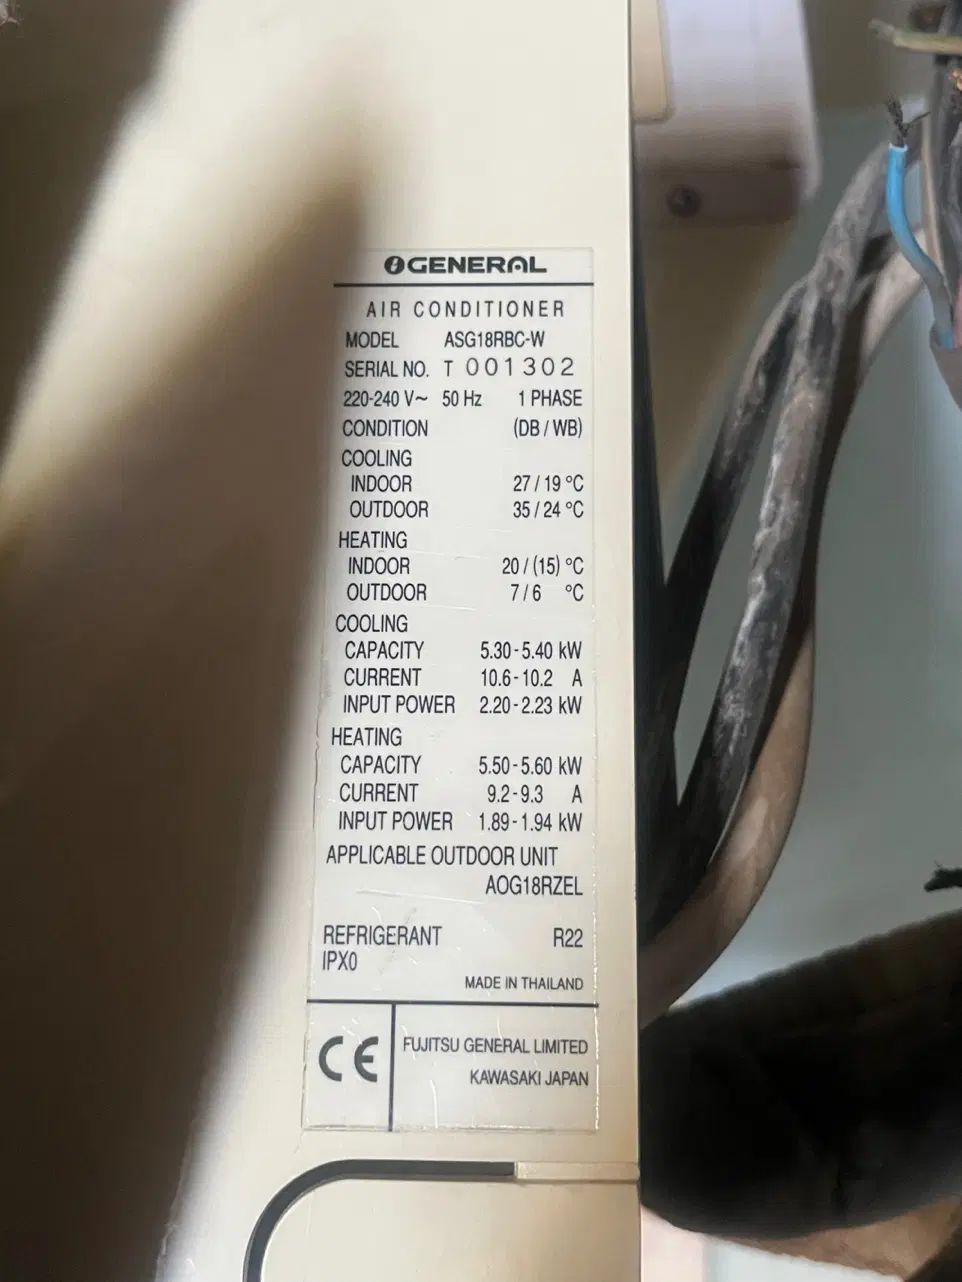 GENERAL
AIR CONDITIONER
MODEL ASG18RBC-W
SERIAL NO. T 001302
220-240 V~ 50 Hz 1 PHASE
CONDITION (DB / WB)
COOLING
INDOOR 27 / 19 °C
OUTDOOR 35 / 24 °C
HEATING
INDOOR 20 / (15) °C
OUTDOOR 7 / 6 °C
COOLING
CAPACITY 5.30-5.40 kW
CURRENT 10.6-10.2 A
INPUT POWER 2.20-2.23 kW
HEATING
CAPACITY 5.50-5.60 kW
CURRENT 9.2-9.3 A
INPUT POWER 1.89-1.94 kW
APPLICABLE OUTDOOR UNIT
AOG18RZEL
REFRIGERANT R22
IPX0
MADE IN THAILAND
CE
FUJITSU GENERAL LIMITED
KAWASAKI JAPAN